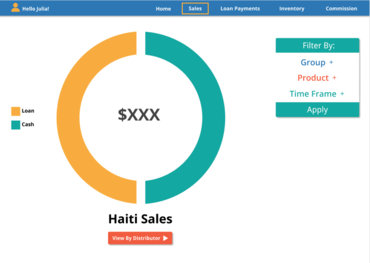 Hello Julia!
Home
Sales
Loan Payments
Inventory
Commission
Filter By:
Group +
Product +
Time Frame +
Apply
Loan
Cash
$XXX
Haiti Sales
View By Distributor